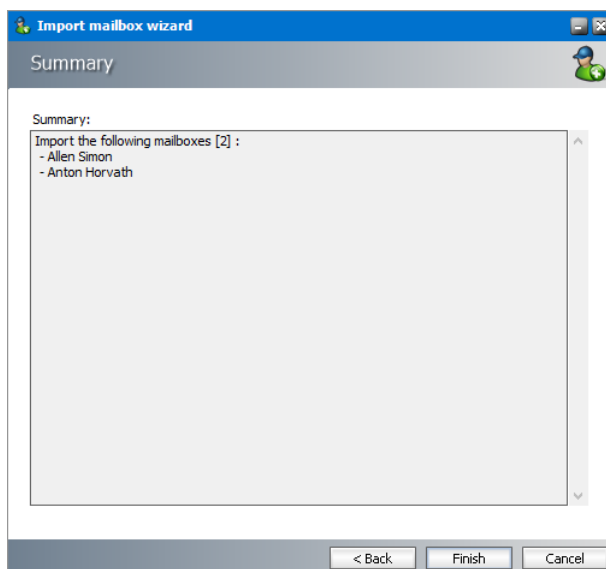 Import mailbox wizard
Summary
Summary:
Import the following mailboxes [2] :
- Allen Simon
- Anton Horvath
< Back Finish Cancel